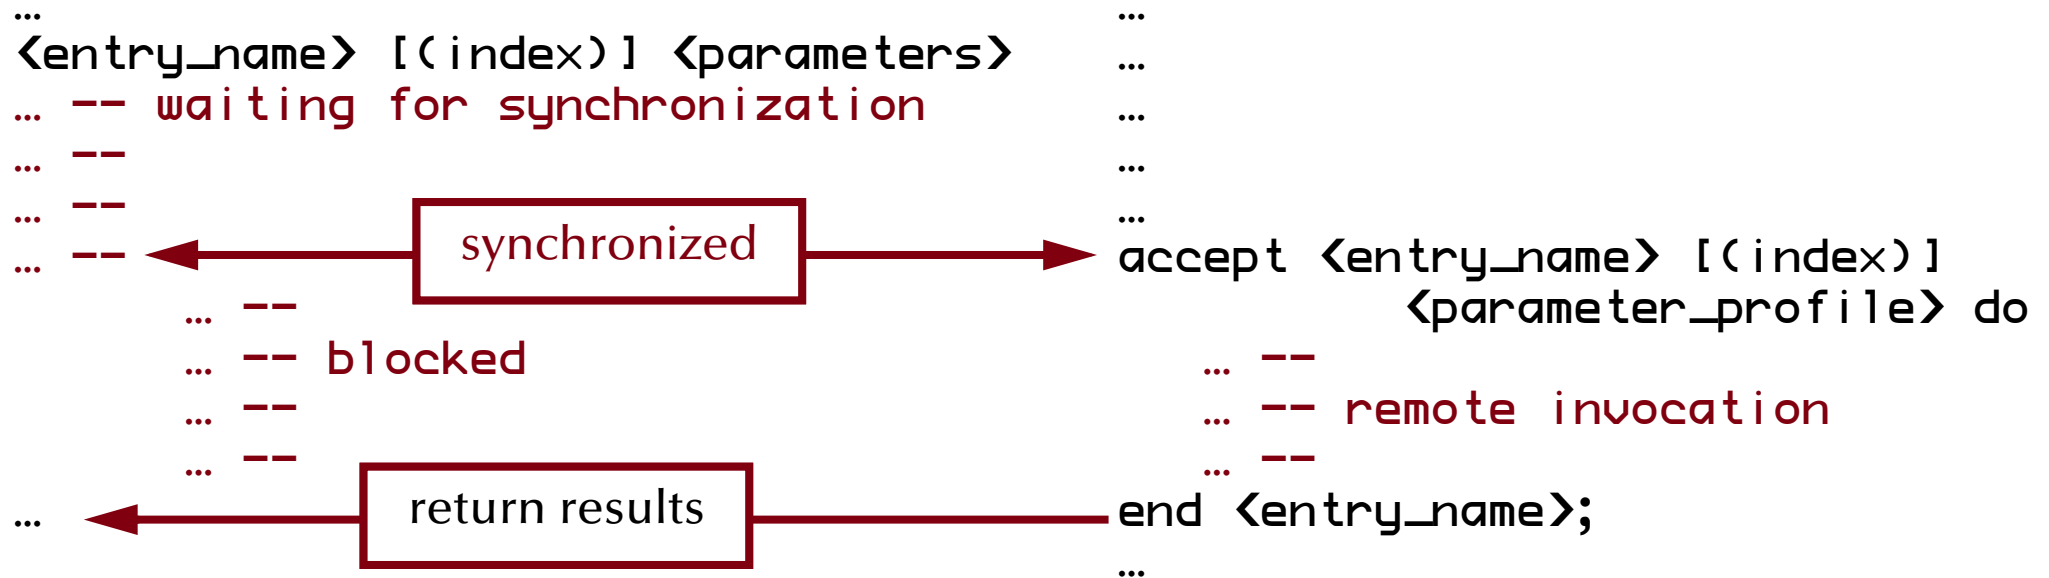 …
<entry_name> [(index)] <parameters>
… -- waiting for synchronization
… --
… --
… --
synchronized
… --
… -- blocked
… --
… --
return results
…
…
…
…
…
…
accept <entry_name> [(index)]
<parameter_profile> do
… --
… -- remote invocation
… --
end <entry_name>;
…